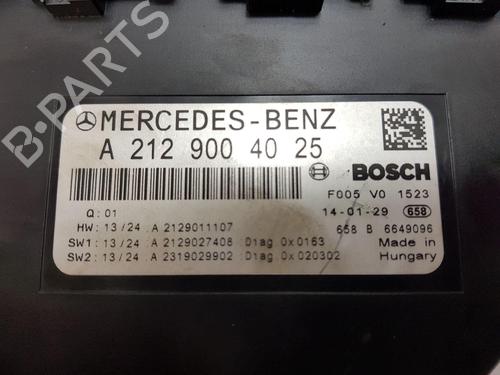 B-PARTS
MERCEDES-BENZ
A 212 900 40 25
BOSCH
F005 V0 1523
Q: 01
14-01-29 658
HW: 13/24 .A 2129011107
658 B 6649096
SW1: 13/24 .A 2129027408 :Diag 0x0163
Made in
SW2: 13/24 .A 2319029902 :Diag 0x020302
Hungary